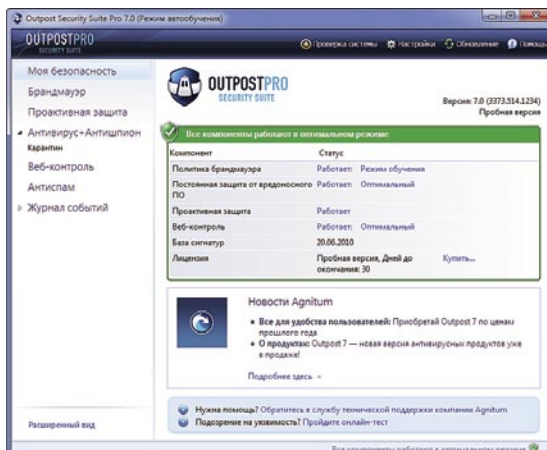 Outpost Security Suite Pro 7.0 (Режим автообучения)
OUTPOSTPRO
SECURITY SUITE
Проверка системы Настройки Обновление Помощь
Моя безопасность
Брандмауэр
Проактивная защита
Антивирус+Антишпион
Карантин
Веб-контроль
Антиспам
Журнал событий
Расширенный вид
OUTPOSTPRO
SECURITY SUITE
Версия: 7.0 (3373.514.1234)
Пробная версия
Все компоненты работают в оптимальном режиме
Компонент Статус
Политика брандмауэра Работает: Режим обучения
Постоянная защита от вредоносного Работает: Оптимальный
ПО
Проактивная защита Работает
Веб-контроль Работает: Оптимальный
База сигнатур 20.06.2010
Лицензия Пробная версия, Дней до Купить...
окончания: 30
Новости Agnitum
Все для удобства пользователей: Приобретай Outpost 7 по ценам
прошлого года
О продуктах: Outpost 7 — новая версия антивирусных продуктов уже
в продаже!
Подробнее здесь →
Нужна помощь? Обратитесь в службу технической поддержки компании Agnitum
Подозрение на уязвимость? Пройдите онлайн-тест
Все компоненты работают в оптимальном режиме